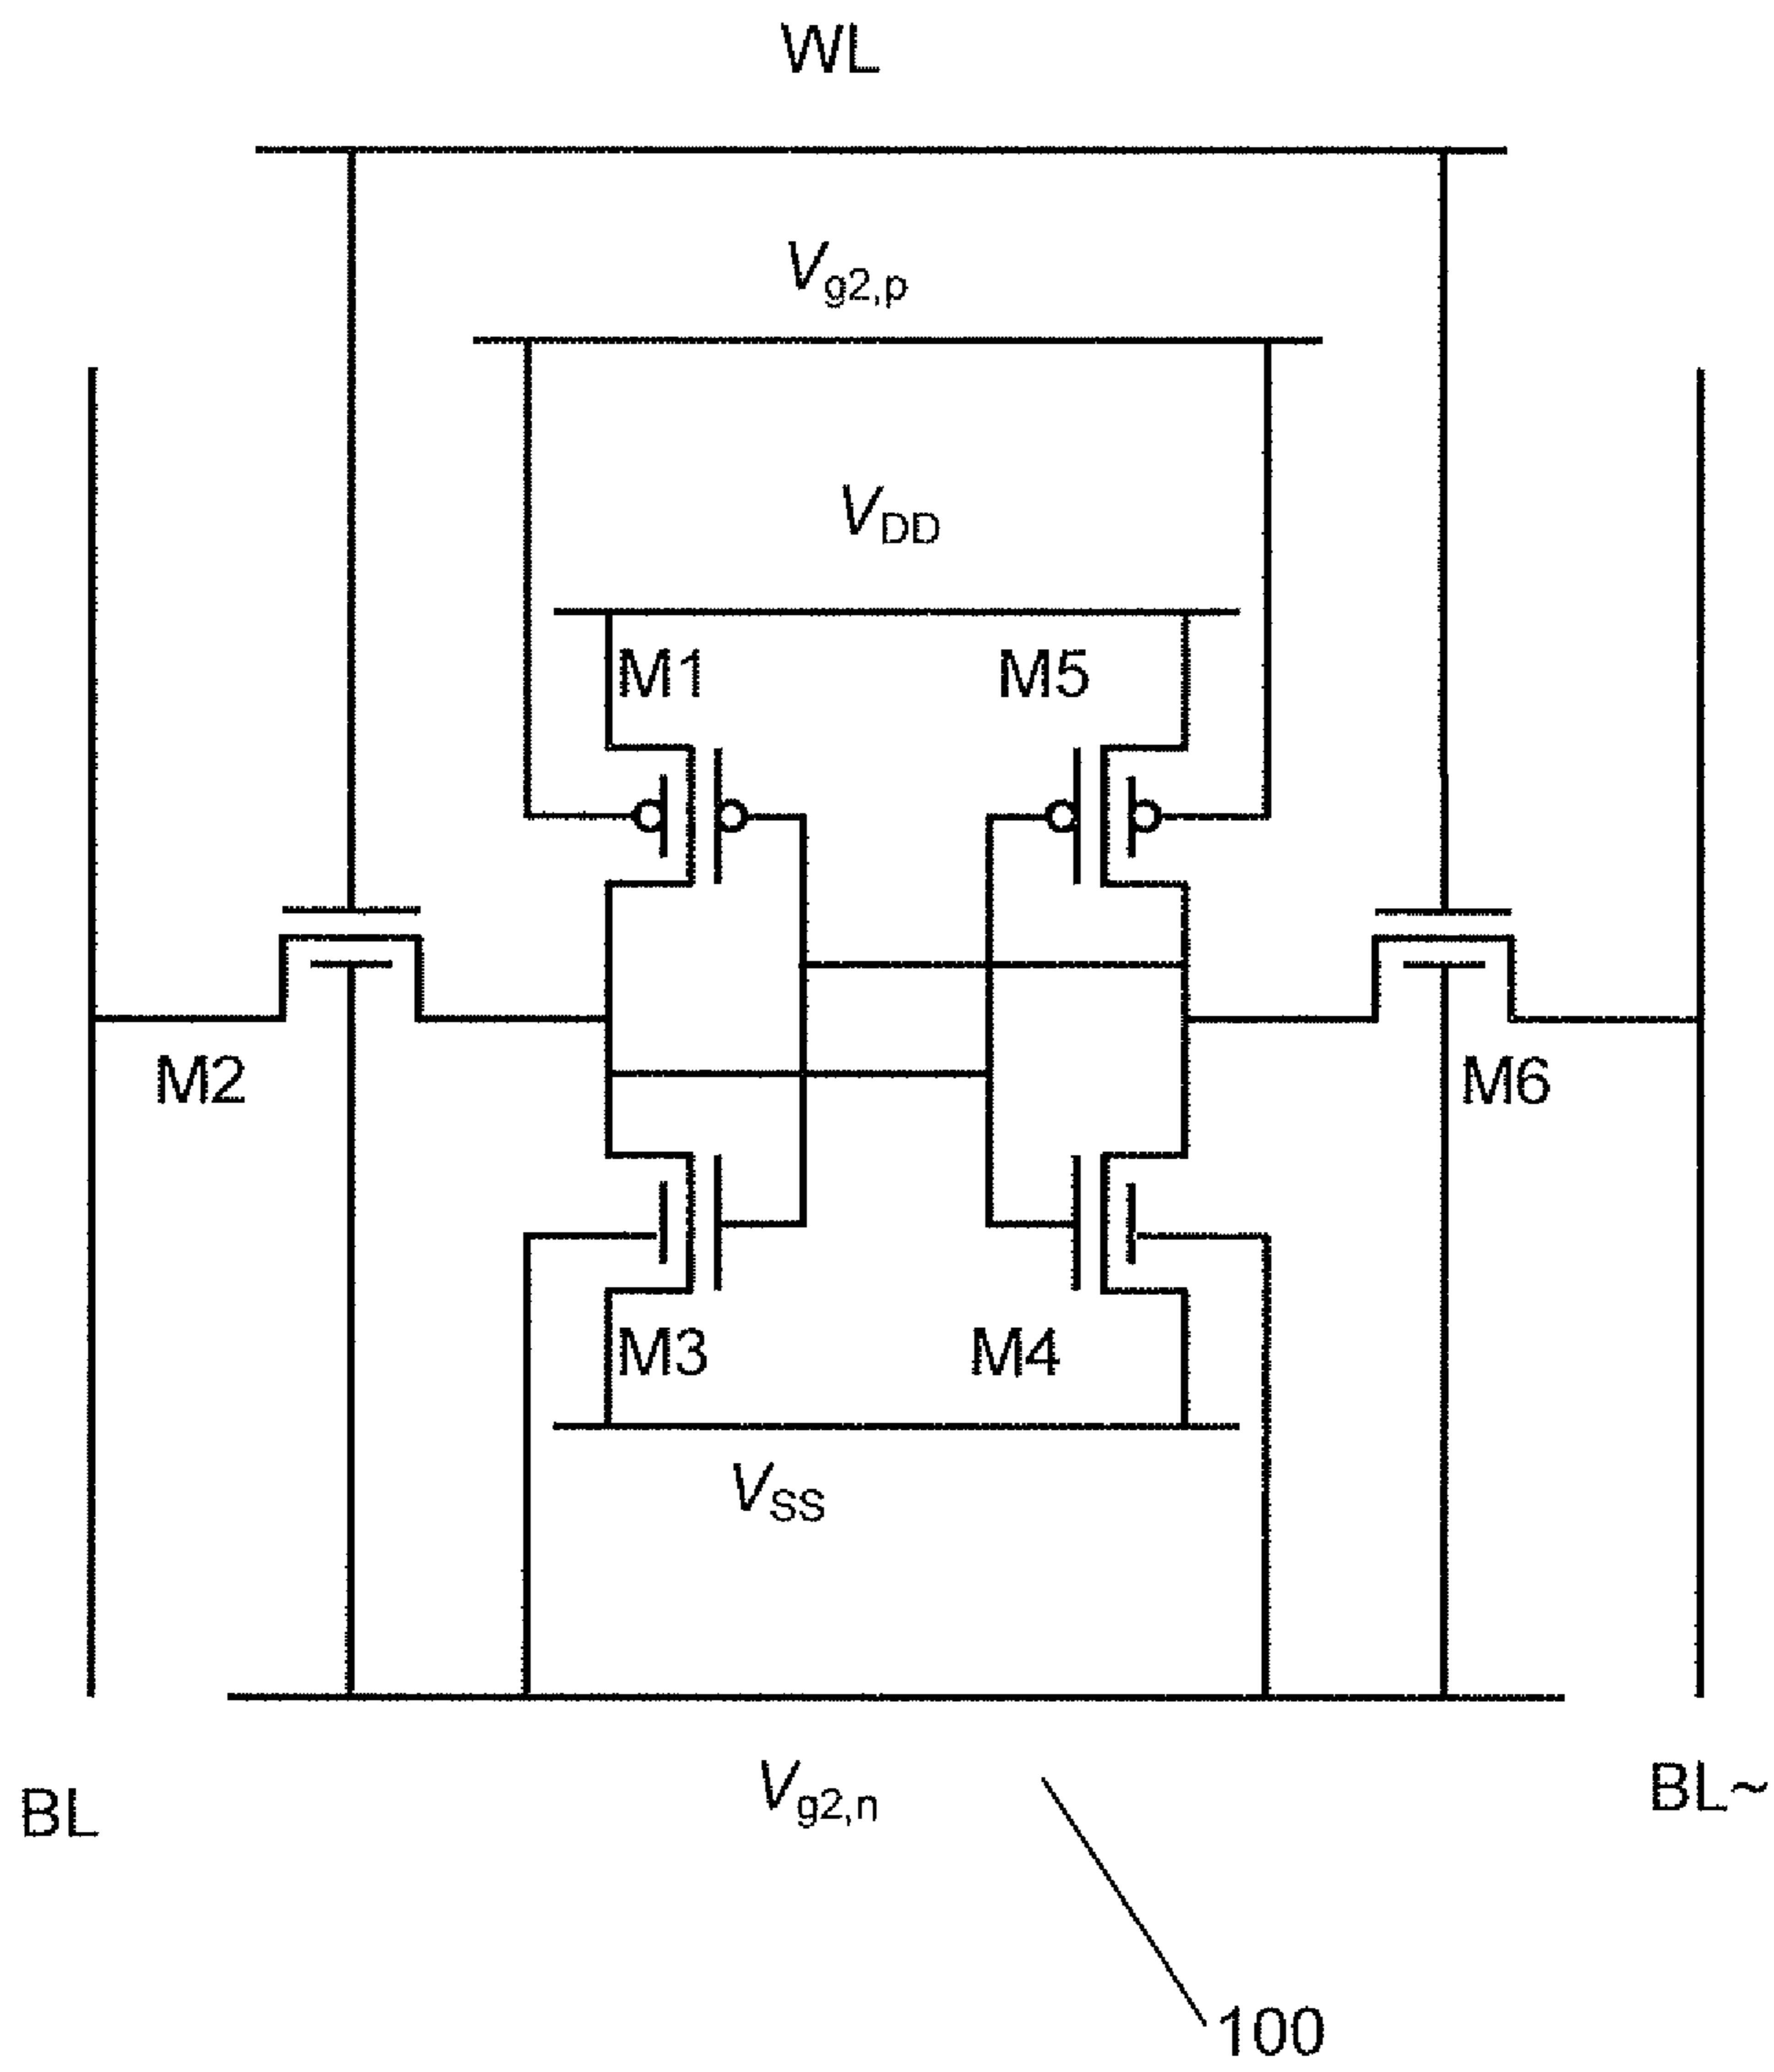 WL
Vg2,p
VDD
M1 M5
M2 M6
M3 M4
VSS
Vg2,n
BL BL~
100